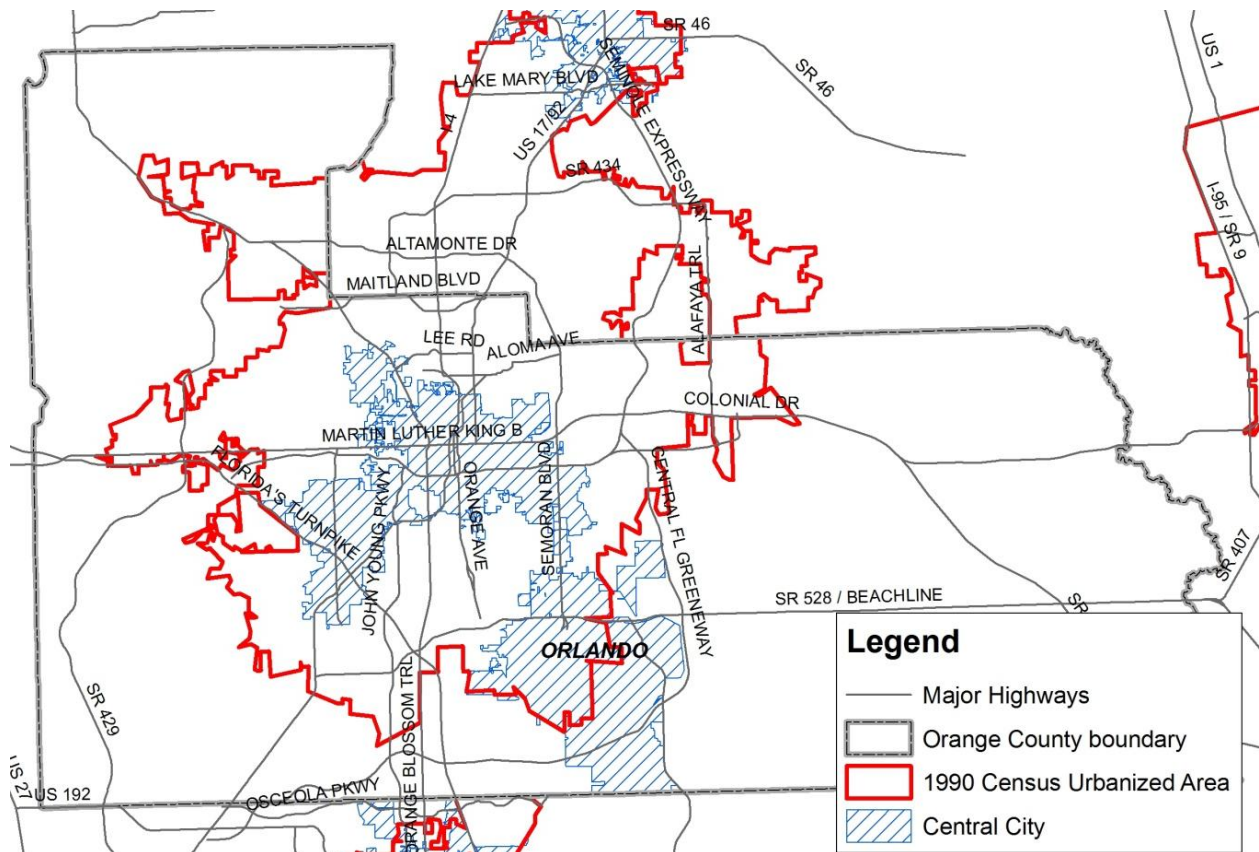 SR 46
US 1
SEMINOLE EXPRESSWAY
LAKE MARY BLVD
SR 46
I-4
US 17/92
SR 434
I-95 / SR 9
ALTAMONTE DR
ALAFAYA TRL
MAITLAND BLVD
LEE RD
ALOMA AVE
COLONIAL DR
MARTIN LUTHER KING B
FLORIDA'S TURNPIKE
JOHN YOUNG PKWY
ORANGE AVE
SEMORAN BLVD
CENTRAL FL GREENEWAY
SR 407
SR 528 / BEACHLINE
SR
ORLANDO
SR 429
ORANGE BLOSSOM TRL
US 27
US 192
OSCEOLA PKWY
Legend
Major Highways
Orange County boundary
1990 Census Urbanized Area
Central City